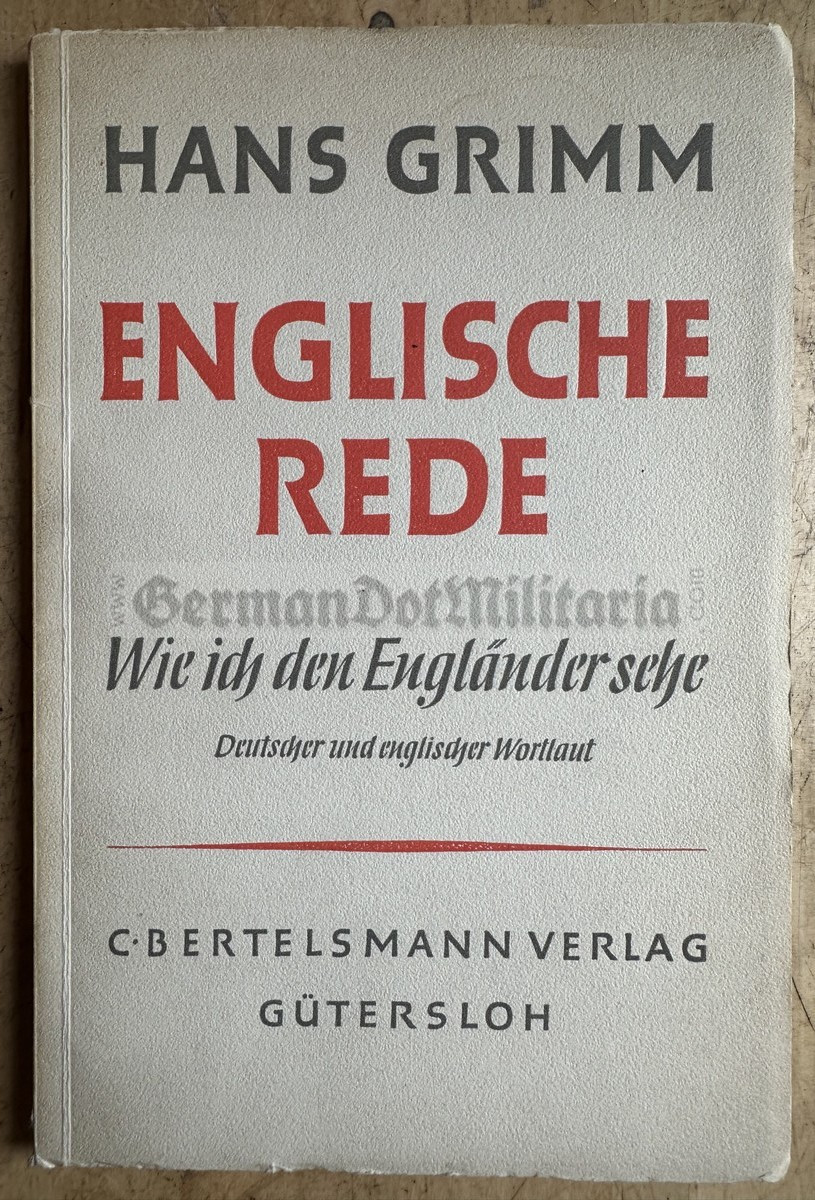 HANS GRIMM
ENGLISCHE
REDE
www.GermanDotMilitaria.com
Wie ich den Engländer sehe
Deutscher und englischer Wortlaut
C·BERTELSMANN VERLAG
GÜTERSLOH